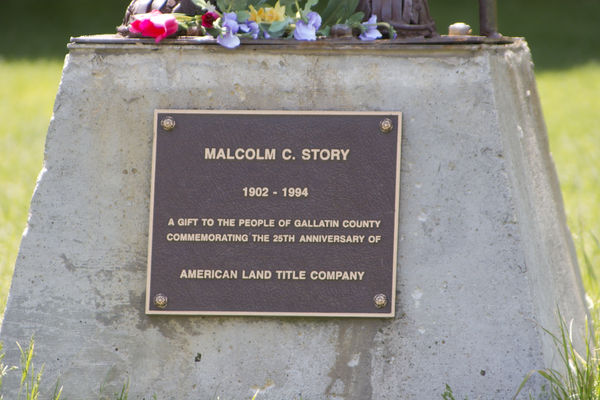 MALCOLM C. STORY
1902 - 1994
A GIFT TO THE PEOPLE OF GALLATIN COUNTY
COMMEMORATING THE 25TH ANNIVERSARY OF
AMERICAN LAND TITLE COMPANY